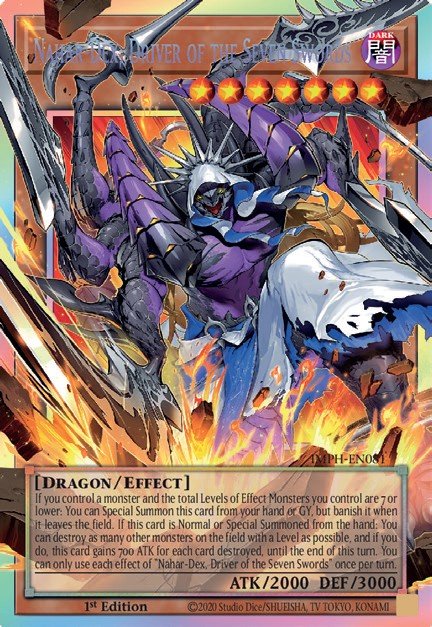 "Nahar-Dex, Driver of the Seven Swords"
DARK
闇
IMPH-EN081
[Dragon/Effect]
If you control a monster and the total Levels of Effect Monsters you control are 7 or
lower: You can Special Summon this card from your hand or GY, but banish it when
it leaves the field. If this card is Normal or Special Summoned from the hand: You
can destroy as many other monsters on the field with a Level as possible, and if you
do, this card gains 700 ATK for each card destroyed, until the end of this turn. You
can only use each effect of "Nahar-Dex, Driver of the Seven Swords" once per turn.
ATK/2000 DEF/3000
1st Edition
©2020 Studio Dice/SHUEISHA, TV TOKYO, KONAMI